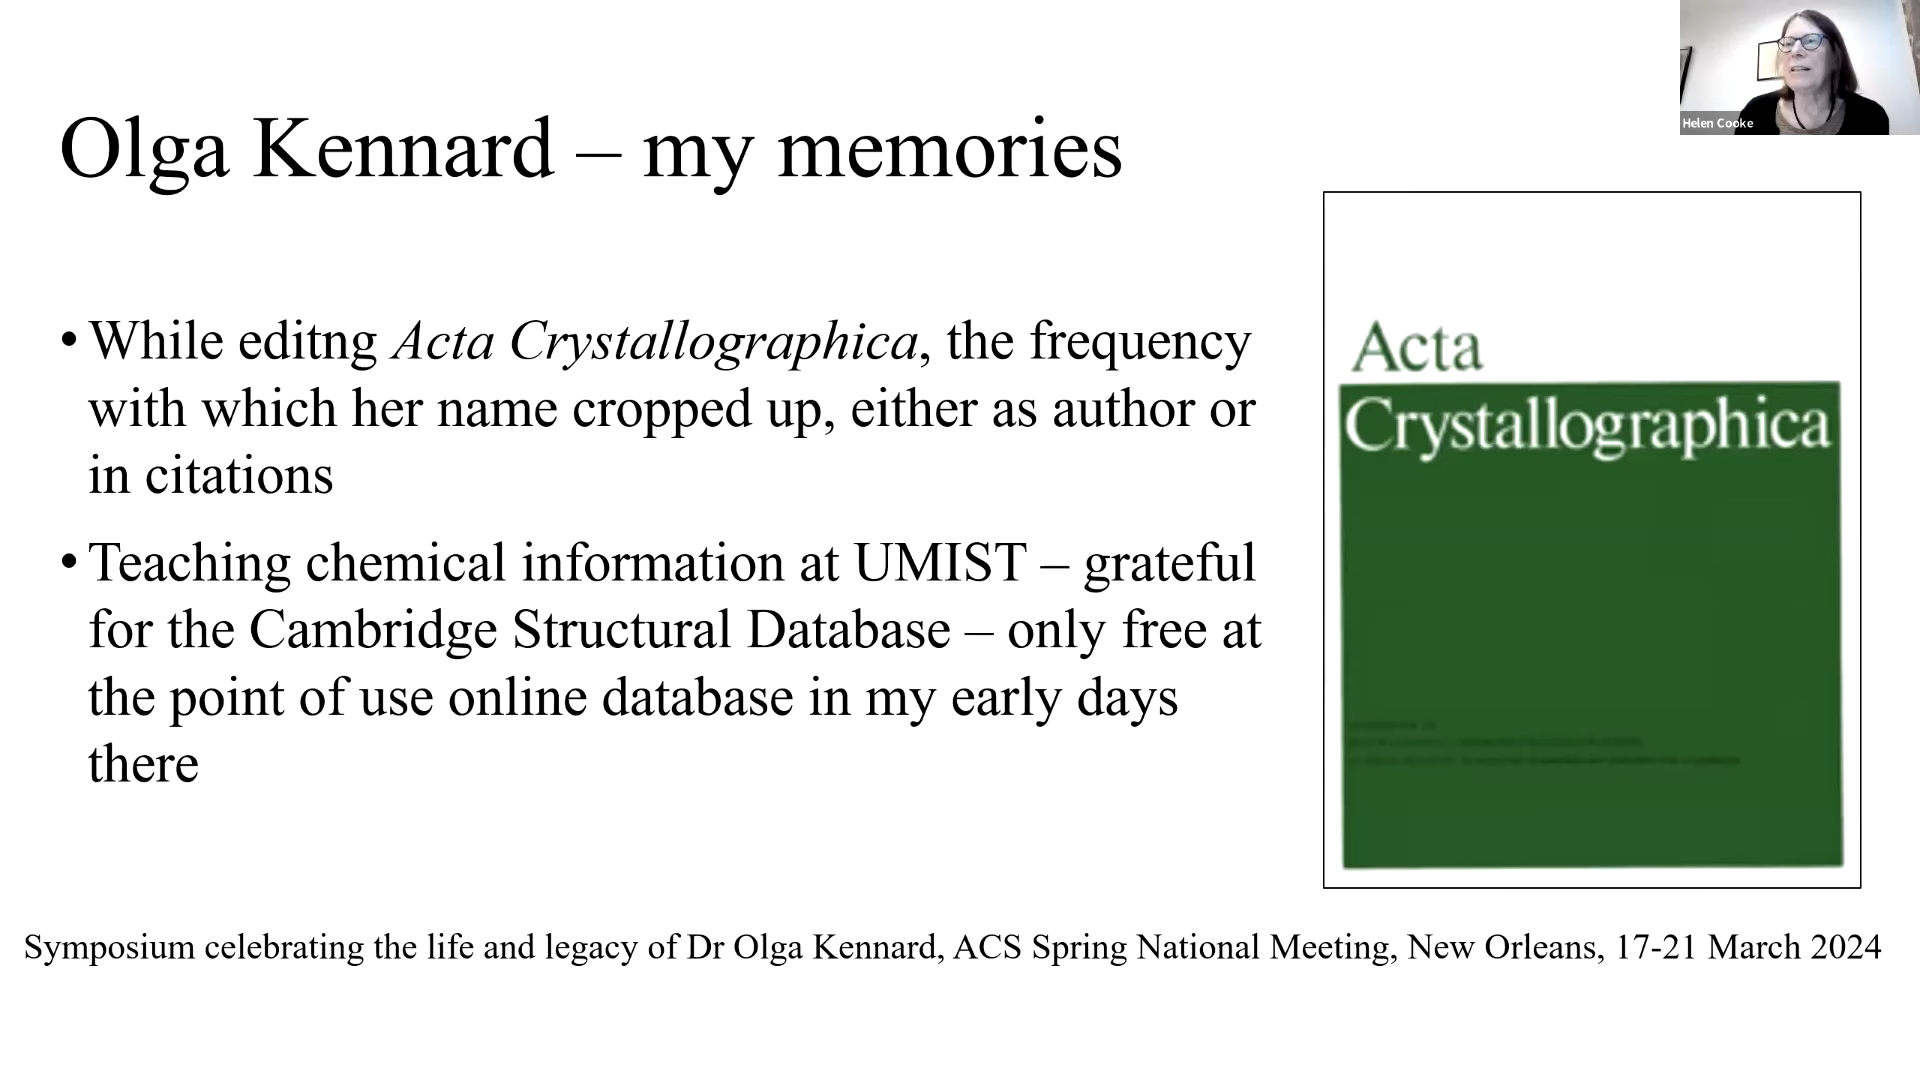 Helen Cooke
Olga Kennard – my memories
• While editng Acta Crystallographica, the frequency
with which her name cropped up, either as author or
in citations
• Teaching chemical information at UMIST – grateful
for the Cambridge Structural Database – only free at
the point of use online database in my early days
there
Acta
Crystallographica
Symposium celebrating the life and legacy of Dr Olga Kennard, ACS Spring National Meeting, New Orleans, 17-21 March 2024